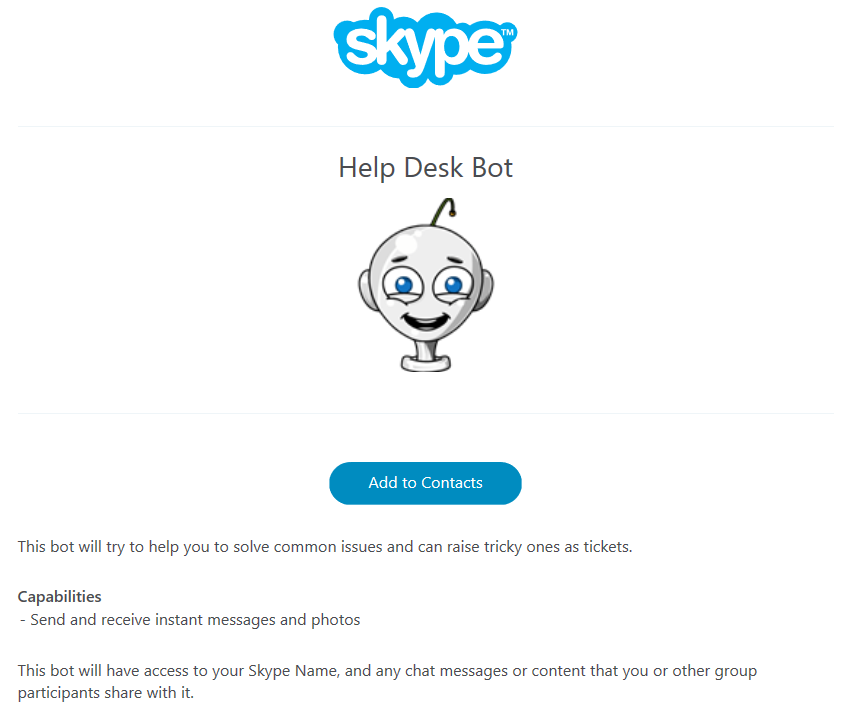 skype™
Help Desk Bot
Add to Contacts
This bot will try to help you to solve common issues and can raise tricky ones as tickets.
Capabilities
- Send and receive instant messages and photos
This bot will have access to your Skype Name, and any chat messages or content that you or other group
participants share with it.